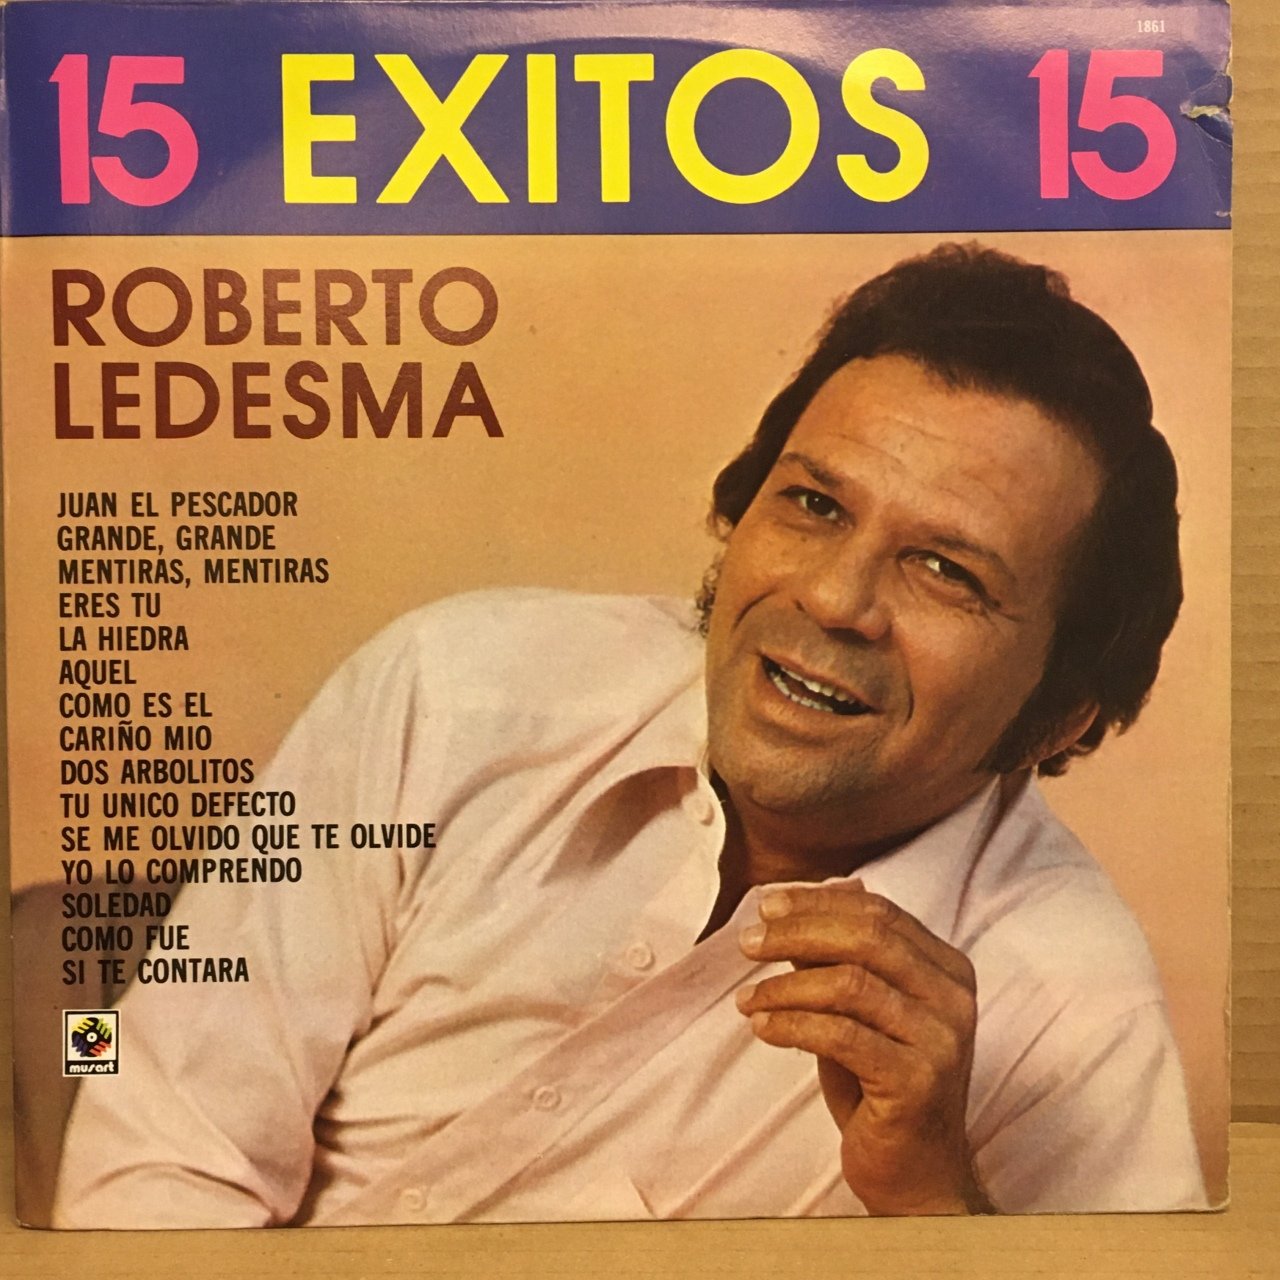 1861
15 EXITOS 15
ROBERTO
LEDESMA
JUAN EL PESCADOR
GRANDE, GRANDE
MENTIRAS, MENTIRAS
ERES TU
LA HIEDRA
AQUEL
COMO ES EL
CARIÑO MIO
DOS ARBOLITOS
TU UNICO DEFECTO
SE ME OLVIDO QUE TE OLVIDE
YO LO COMPRENDO
SOLEDAD
COMO FUE
SI TE CONTARA
musart